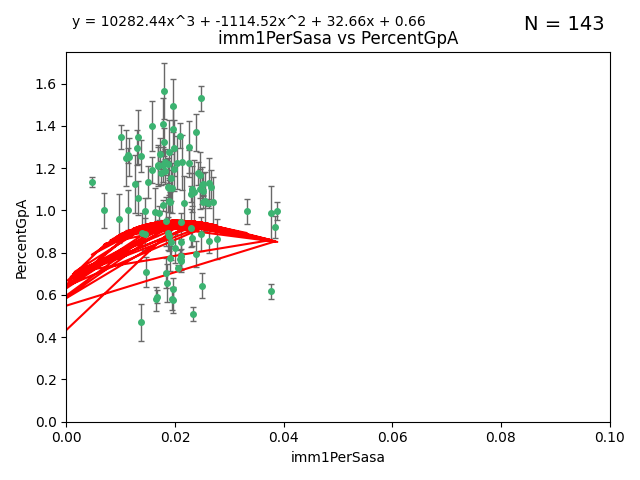 y = 10282.44x^3 + -1114.52x^2 + 32.66x + 0.66
N = 143
imm1PerSasa vs PercentGpA
PercentGpA
1.6
1.4
1.2
1.0
0.8
0.6
0.4
0.2
0.0
0.00 0.02 0.04 0.06 0.08 0.10
imm1PerSasa